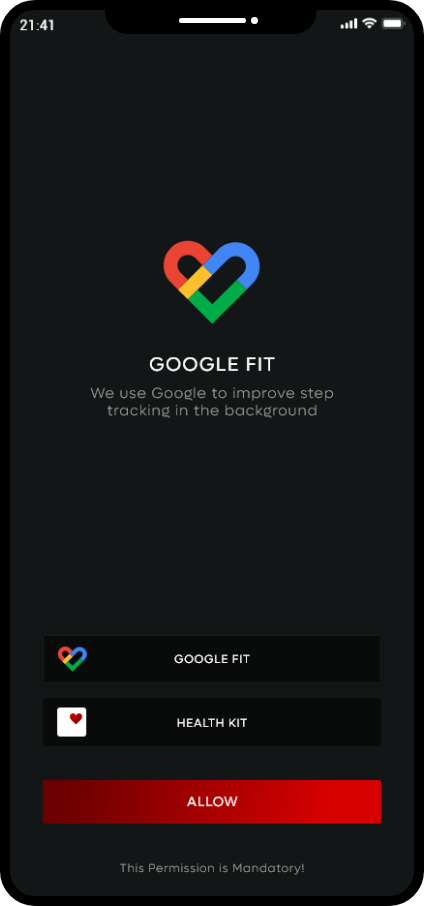 21:41
GOOGLE FIT
We use Google to improve step
tracking in the background
GOOGLE FIT
HEALTH KIT
ALLOW
This Permission is Mandatory!